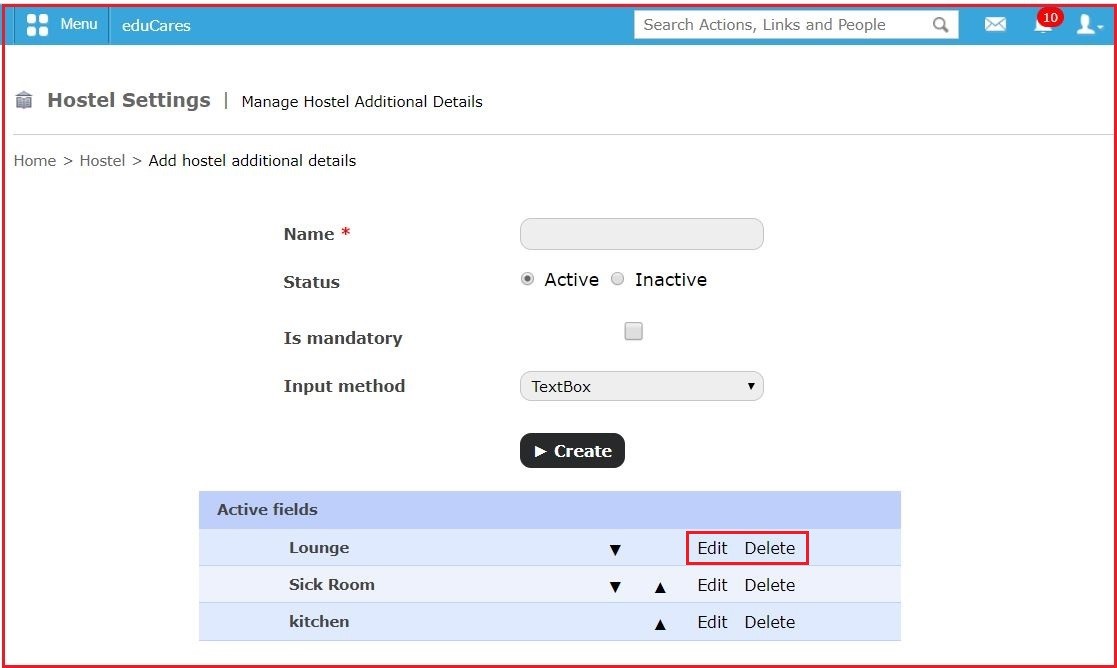 Menu eduCares Search Actions, Links and People 10
Hostel Settings | Manage Hostel Additional Details
Home > Hostel > Add hostel additional details
Name *
Status Active Inactive
Is mandatory
Input method TextBox ▼
► Create
Active fields
Lounge ▼ Edit Delete
Sick Room ▼ ▲ Edit Delete
kitchen ▲ Edit Delete